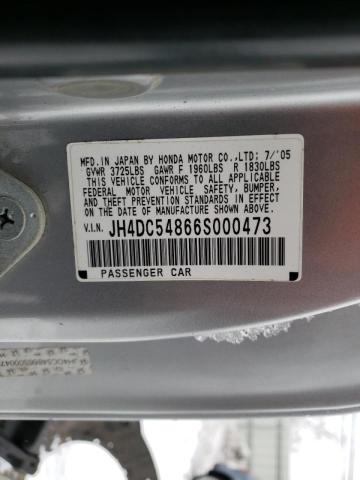 MFD.IN JAPAN BY HONDA MOTOR CO.,LTD; 7/'05
GVWR 3725LBS GAWR F 1960LBS R 1830LBS
THIS VEHICLE CONFORMS TO ALL APPLICABLE
FEDERAL MOTOR VEHICLE SAFETY, BUMPER,
AND THEFT PREVENTION STANDARDS IN EFFECT
ON THE DATE OF MANUFACTURE SHOWN ABOVE.
V.I.N. JH4DC54866S000473
PASSENGER CAR